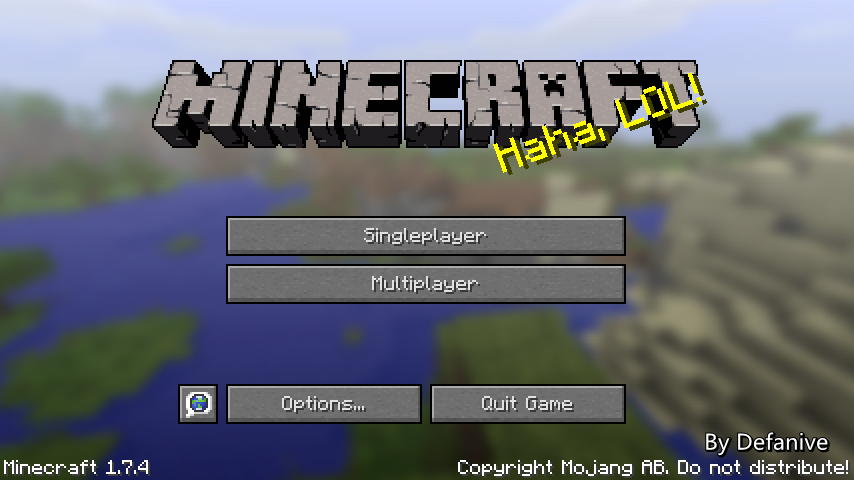 MINECRAFT
Haha, LOL!
Singleplayer
Multiplayer
Options...
Quit Game
By Defanive
Minecraft 1.7.4
Copyright Mojang AB. Do not distribute!